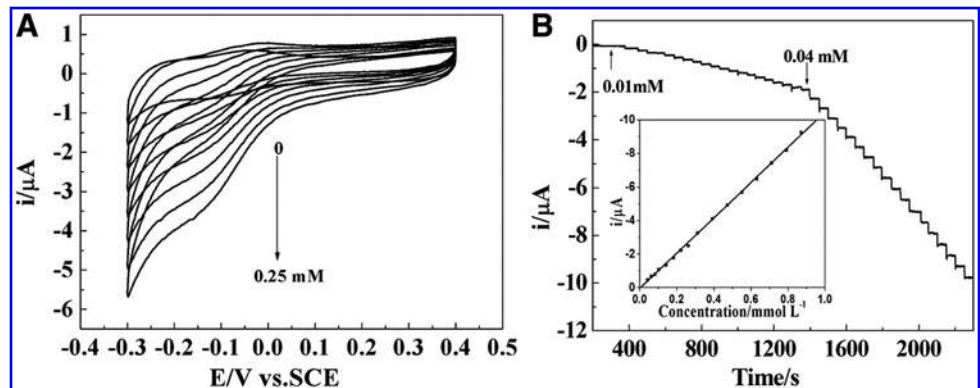 A
1
0
-1
-2
-3
-4
-5
-6
i/μA
0
0.25 mM
-0.4 -0.3 -0.2 -0.1 0.0 0.1 0.2 0.3 0.4 0.5
E/V vs.SCE
B
0
-2
-4
-6
-8
-10
-12
i/μA
0.01mM
0.04 mM
-10
-8
-6
-4
-2
0
i/μA
0.0 0.2 0.4 0.6 0.8 1.0
Concentration/mmol L⁻¹
400 800 1200 1600 2000
Time/s